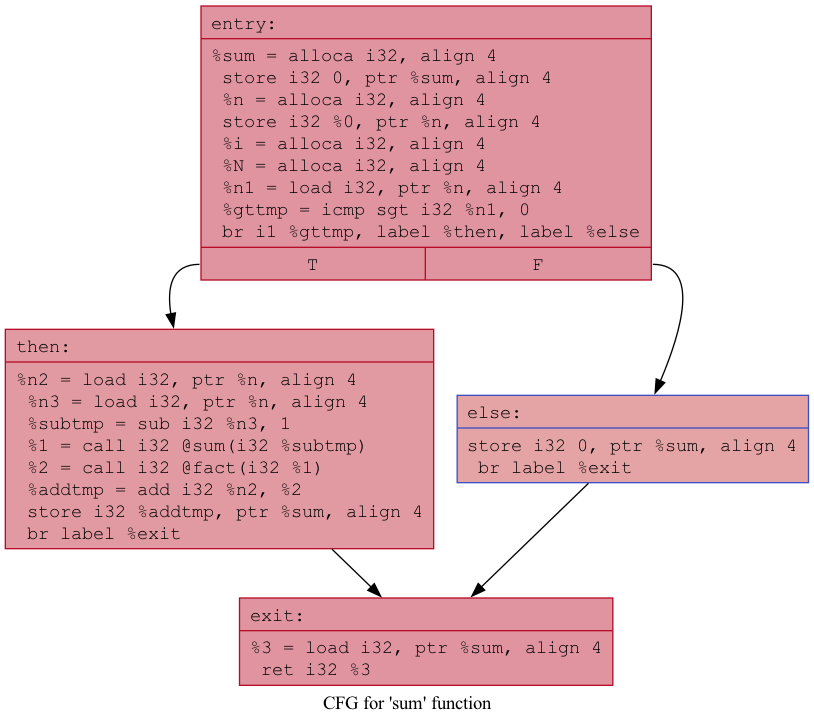 entry:
%sum = alloca i32, align 4
store i32 0, ptr %sum, align 4
%n = alloca i32, align 4
store i32 %0, ptr %n, align 4
%i = alloca i32, align 4
%N = alloca i32, align 4
%n1 = load i32, ptr %n, align 4
%gttmp = icmp sgt i32 %n1, 0
br i1 %gttmp, label %then, label %else
T
F
then:
%n2 = load i32, ptr %n, align 4
%n3 = load i32, ptr %n, align 4
%subtmp = sub i32 %n3, 1
%1 = call i32 @sum(i32 %subtmp)
%2 = call i32 @fact(i32 %1)
%addtmp = add i32 %n2, %2
store i32 %addtmp, ptr %sum, align 4
br label %exit
else:
store i32 0, ptr %sum, align 4
br label %exit
exit:
%3 = load i32, ptr %sum, align 4
ret i32 %3
CFG for 'sum' function